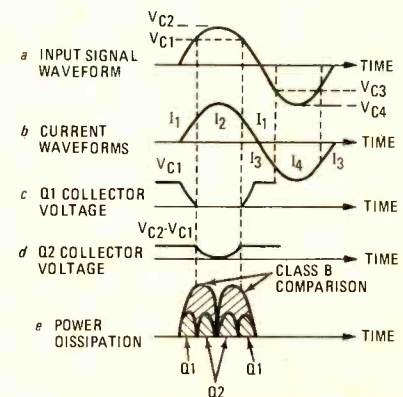 VC2
VC1
a INPUT SIGNAL WAVEFORM
TIME
VC3
VC4
b CURRENT WAVEFORMS
I1 I2 I1
I3 I4 I3
TIME
VC1
c Q1 COLLECTOR VOLTAGE
TIME
VC2-VC1
d Q2 COLLECTOR VOLTAGE
TIME
CLASS B COMPARISON
e POWER DISSIPATION
TIME
Q1 Q1
Q2